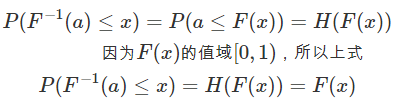 P(F⁻¹(a) ≤ x) = P(a ≤ F(x)) = H(F(x))
因为F(x)的值域[0,1)，所以上式
P(F⁻¹(a) ≤ x) = H(F(x)) = F(x)